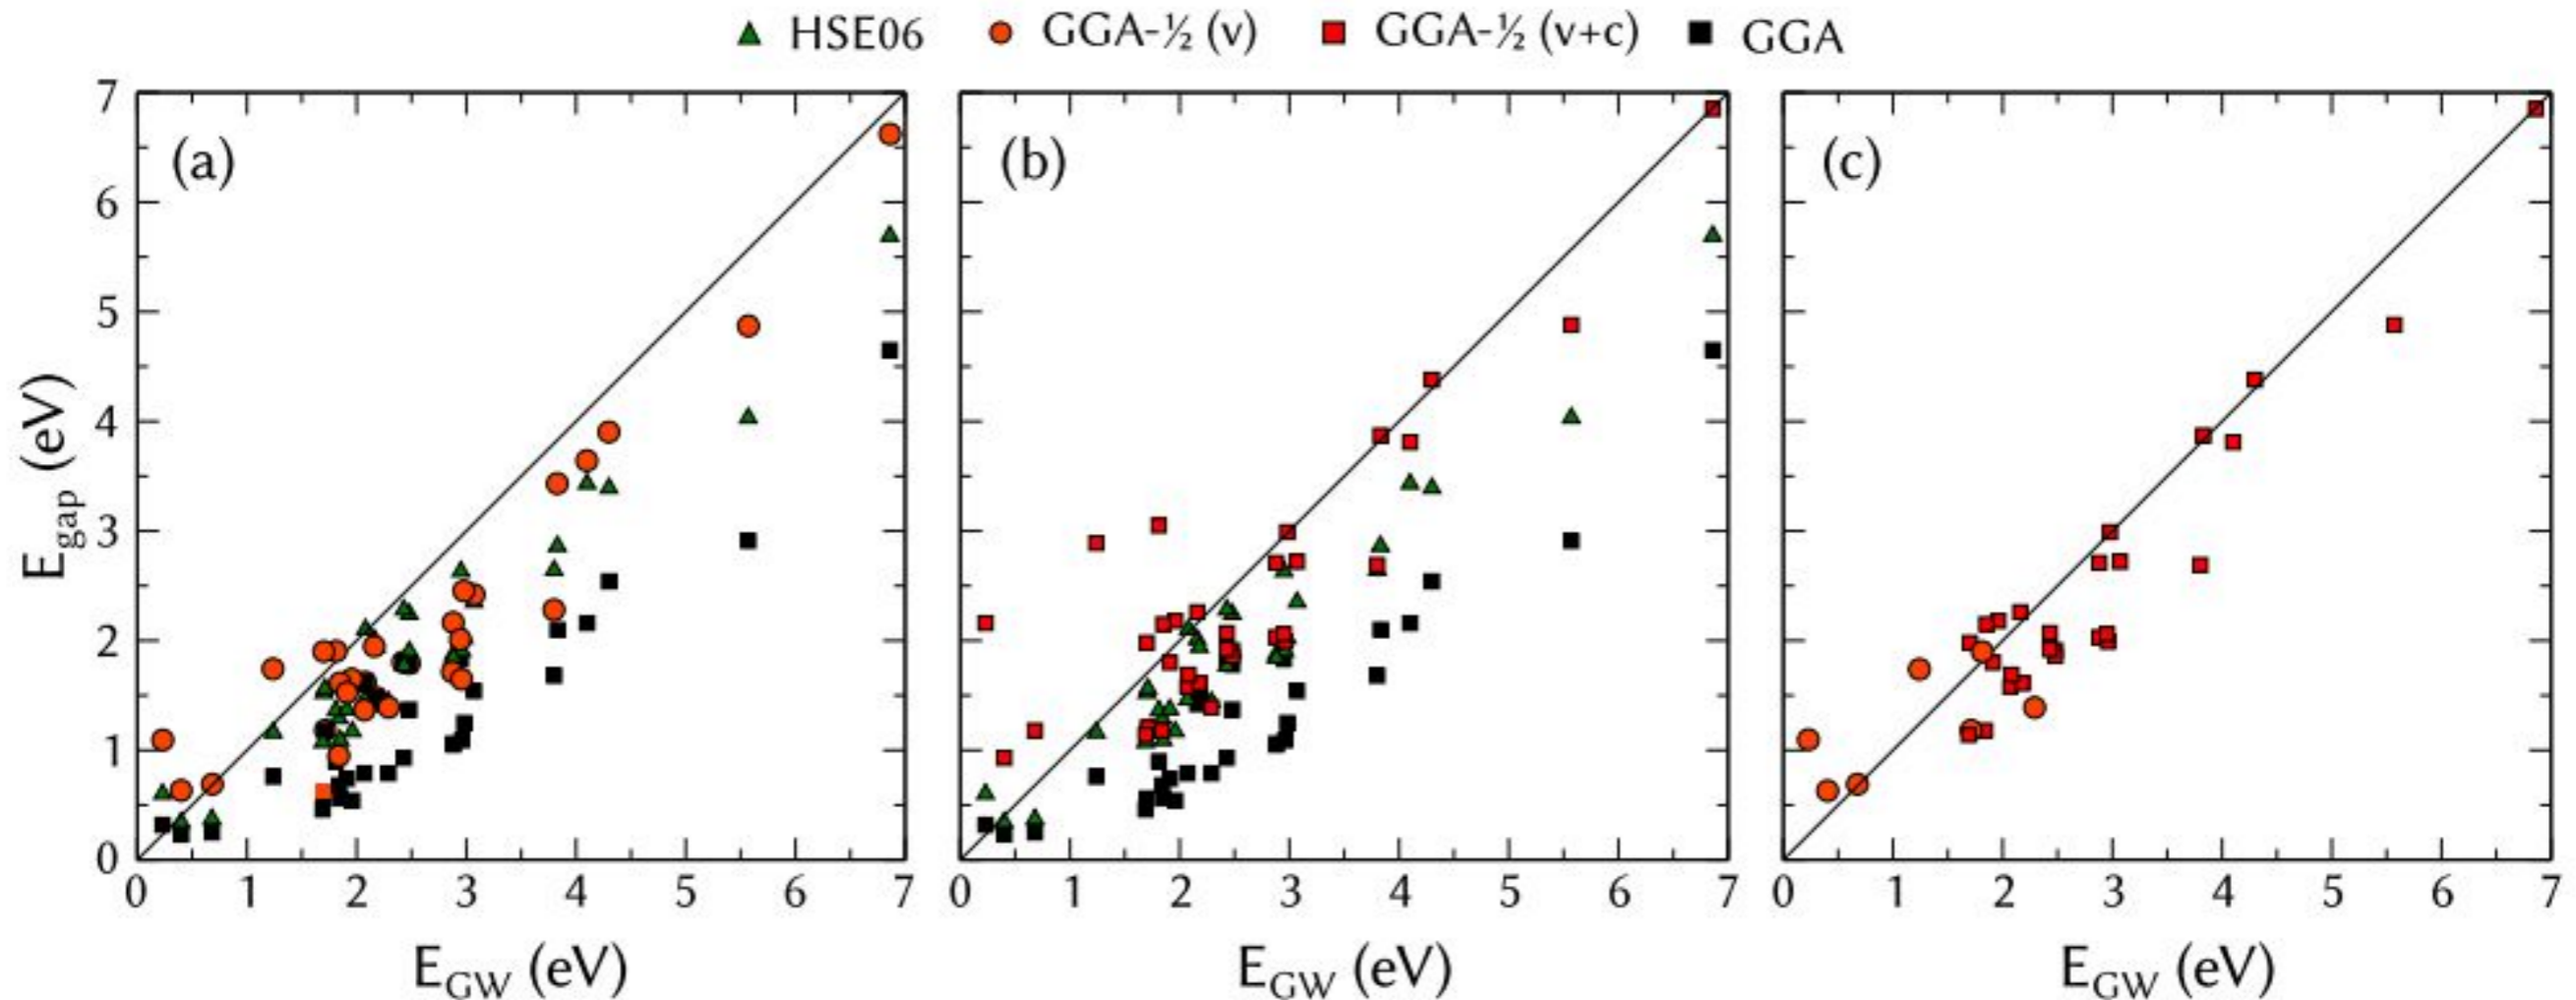 HSE06 GGA-½ (v) GGA-½ (v+c) GGA
(a) (b) (c)
7
6
5
4
3
2
1
0
E_gap (eV)
0 1 2 3 4 5 6 7 0 1 2 3 4 5 6 7 0 1 2 3 4 5 6 7
E_GW (eV) E_GW (eV) E_GW (eV)